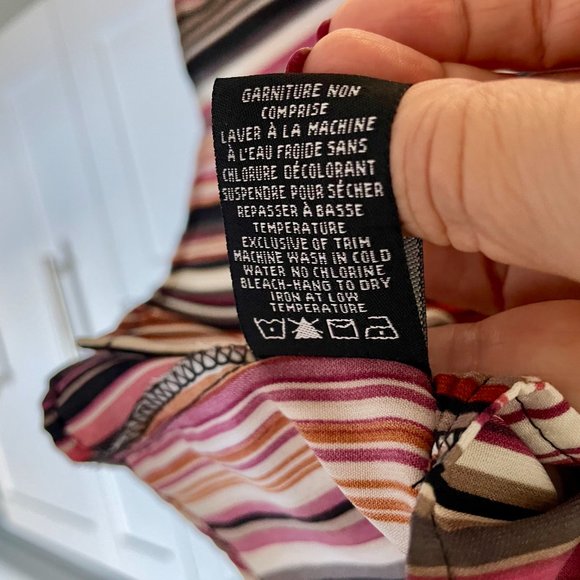 GARNITURE NON
COMPRISE
LAVER À LA MACHINE
À L'EAU FROIDE SANS
CHLORURE DÉCOLORANT
SUSPENDRE POUR SÉCHER
REPASSER À BASSE
TEMPERATURE
EXCLUSIVE OF TRIM
MACHINE WASH IN COLD
WATER NO CHLORINE
BLEACH-HANG TO DRY
IRON AT LOW
TEMPERATURE